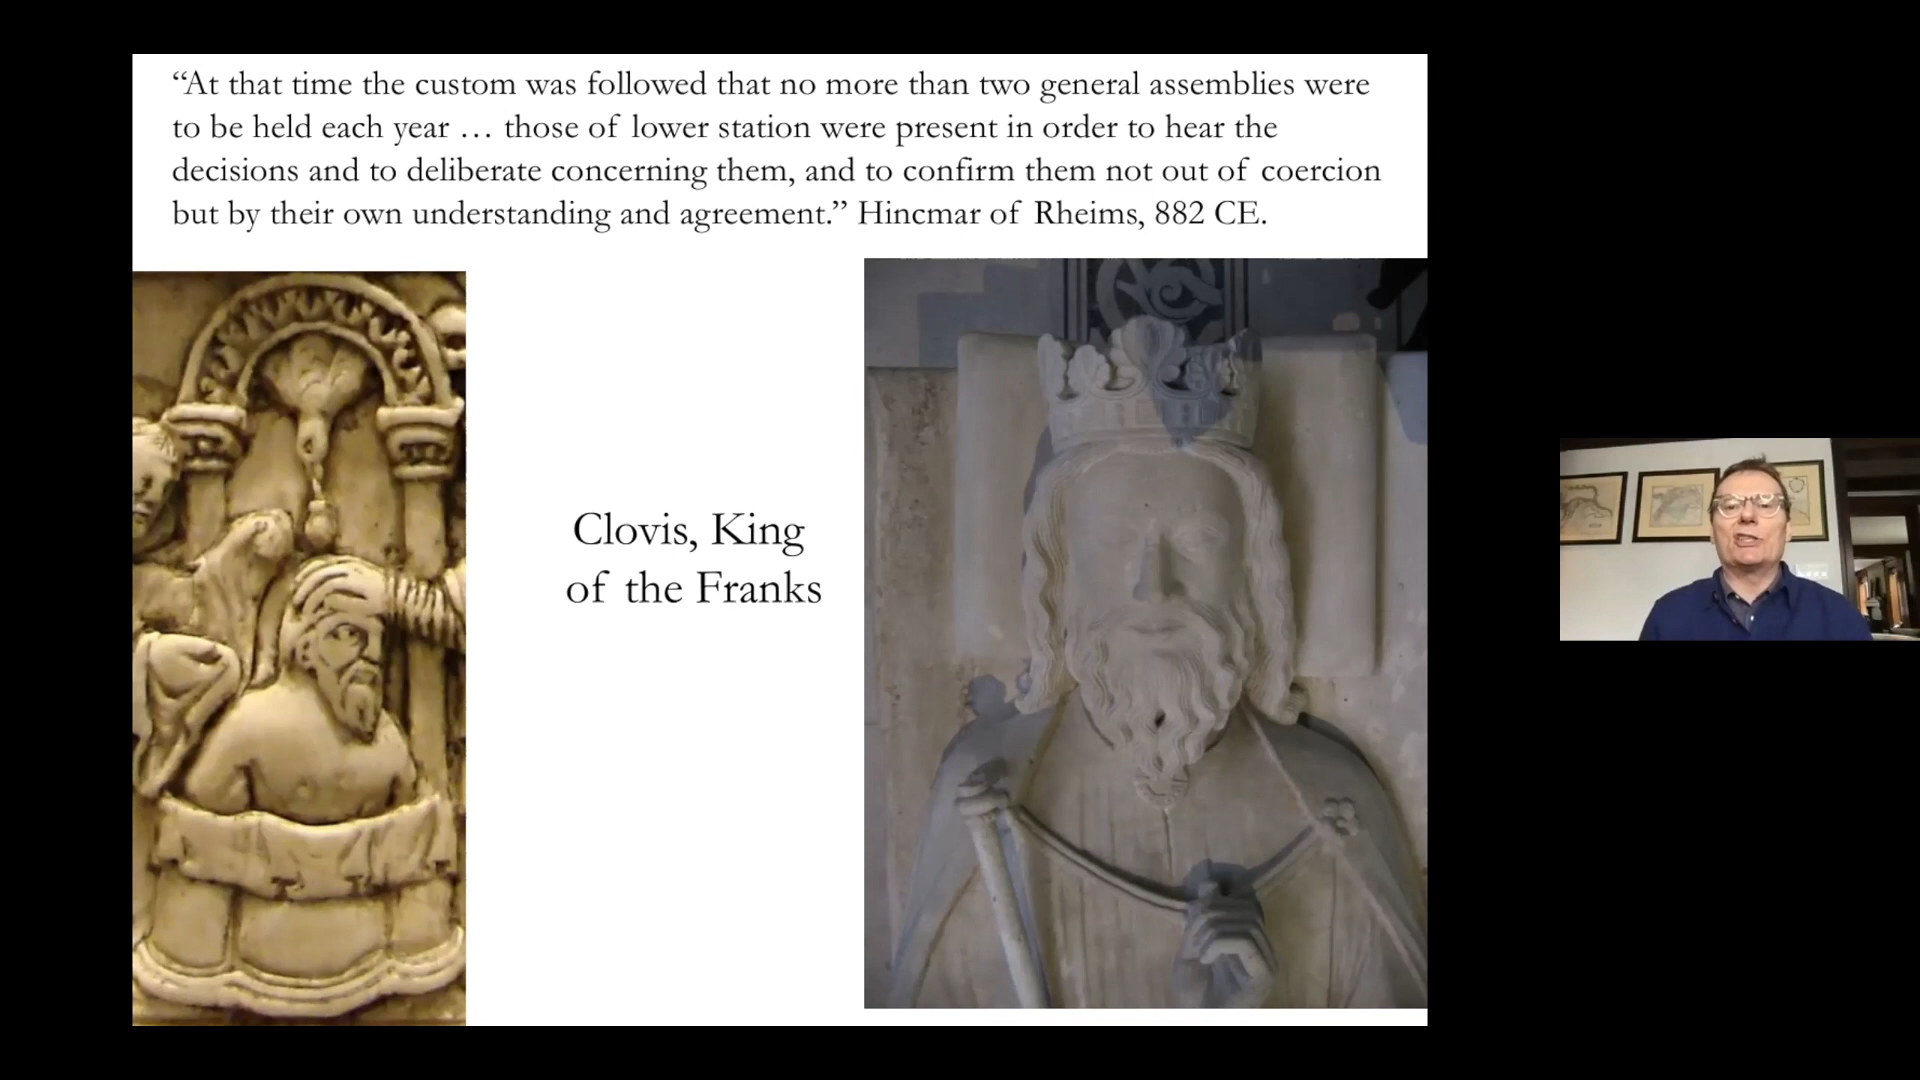 “At that time the custom was followed that no more than two general assemblies were
to be held each year … those of lower station were present in order to hear the
decisions and to deliberate concerning them, and to confirm them not out of coercion
but by their own understanding and agreement.” Hincmar of Rheims, 882 CE.
Clovis, King
of the Franks